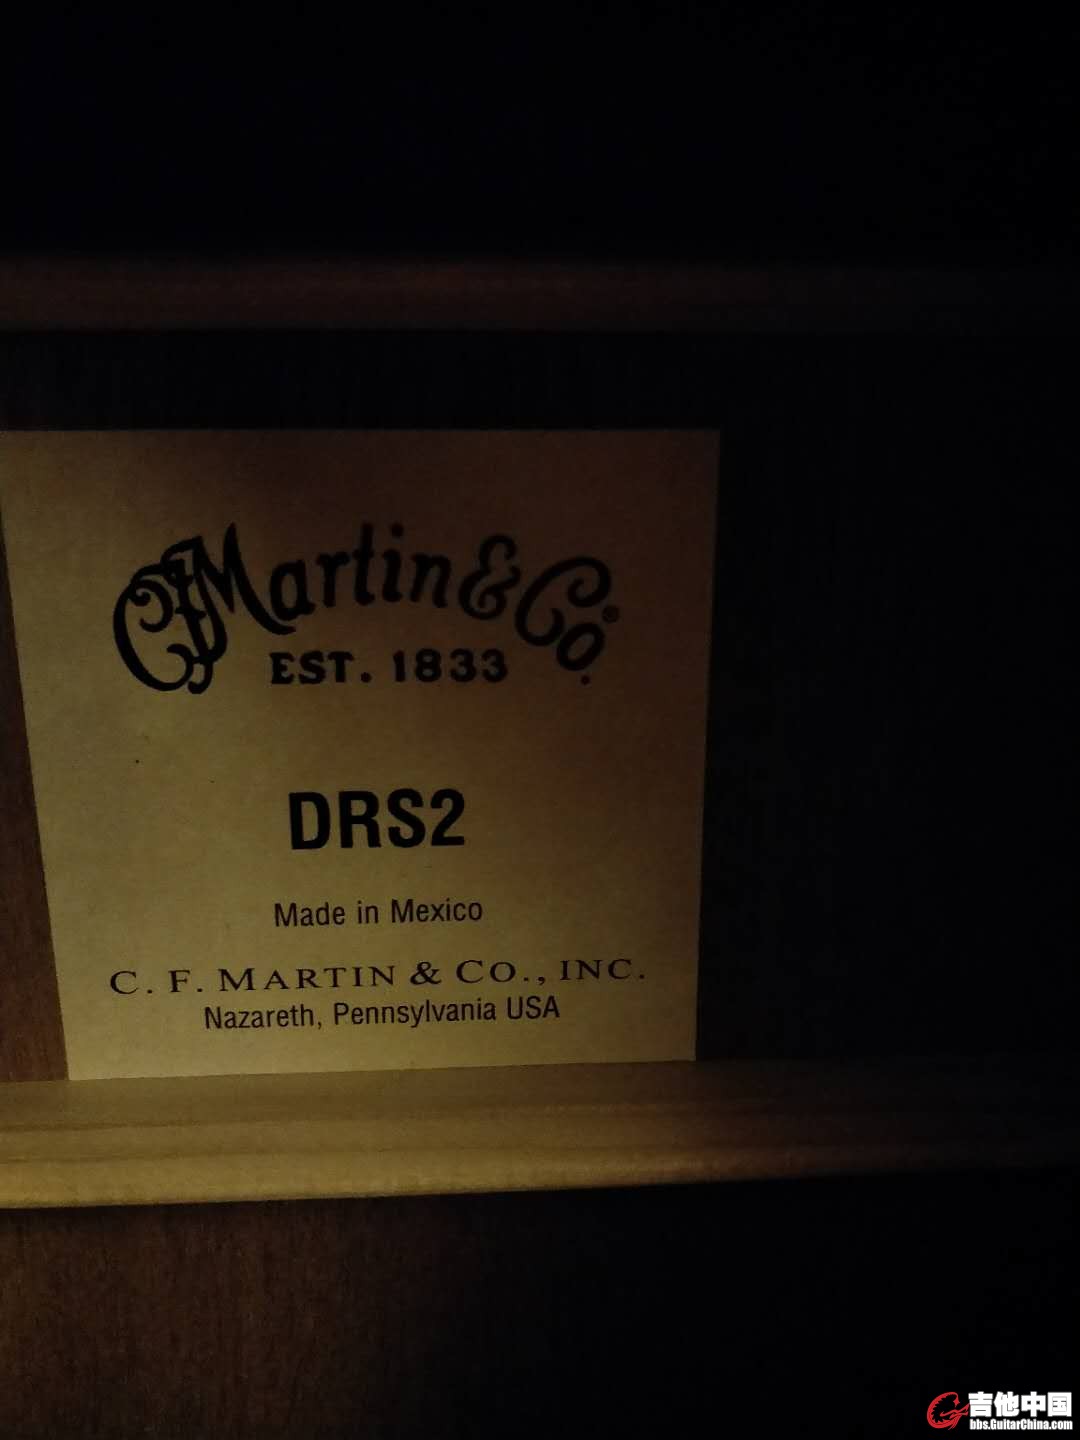 CFMartin & Co.®
EST. 1833
DRS2
Made in Mexico
C. F. MARTIN & CO., INC.
Nazareth, Pennsylvania USA
吉他中国
bbs.GuitarChina.com